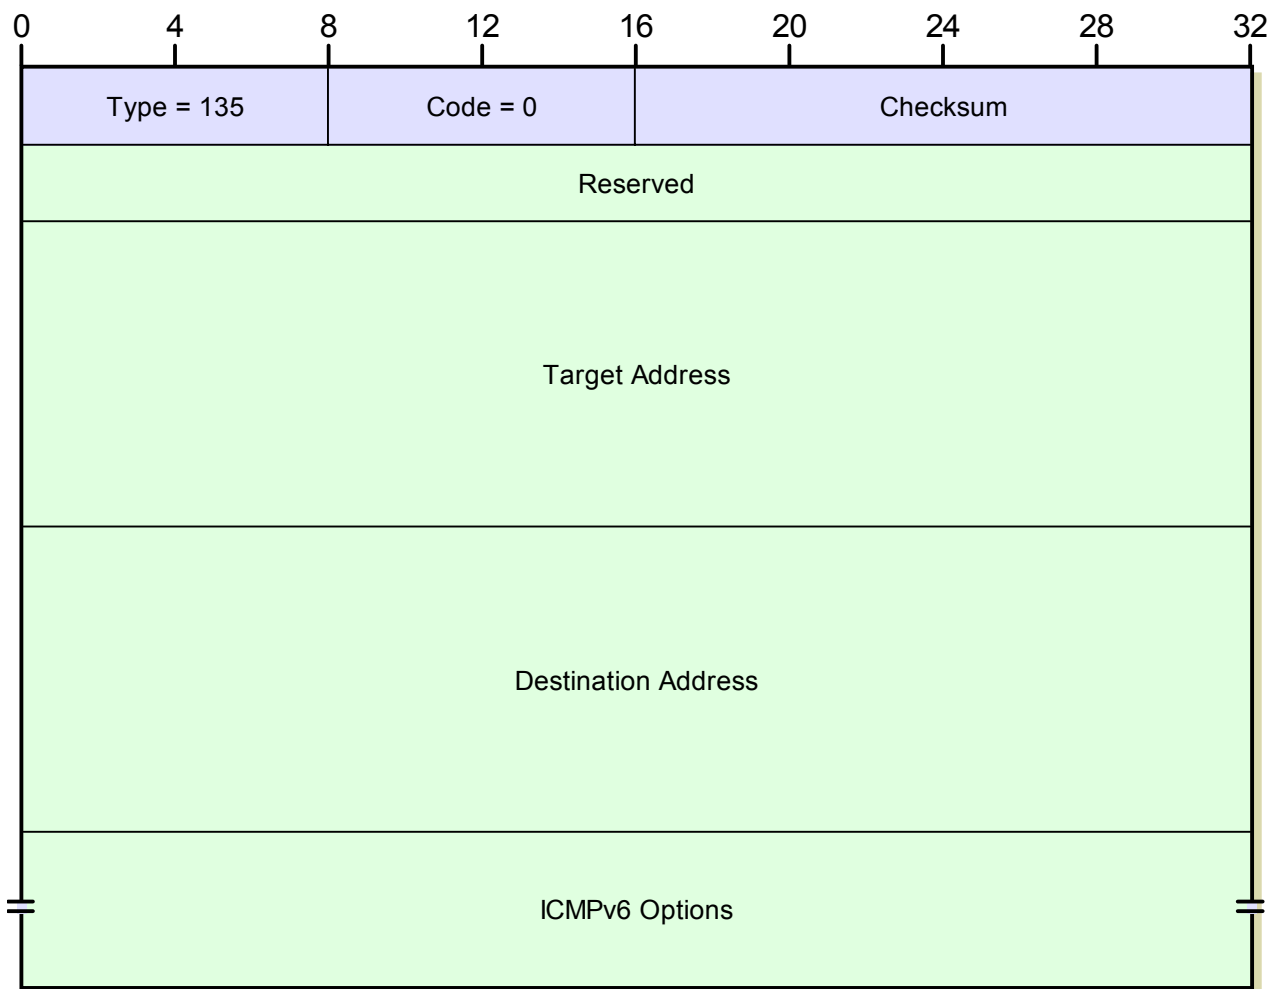 0 4 8 12 16 20 24 28 32
Type = 135 Code = 0 Checksum
Reserved
Target Address
Destination Address
ICMPv6 Options